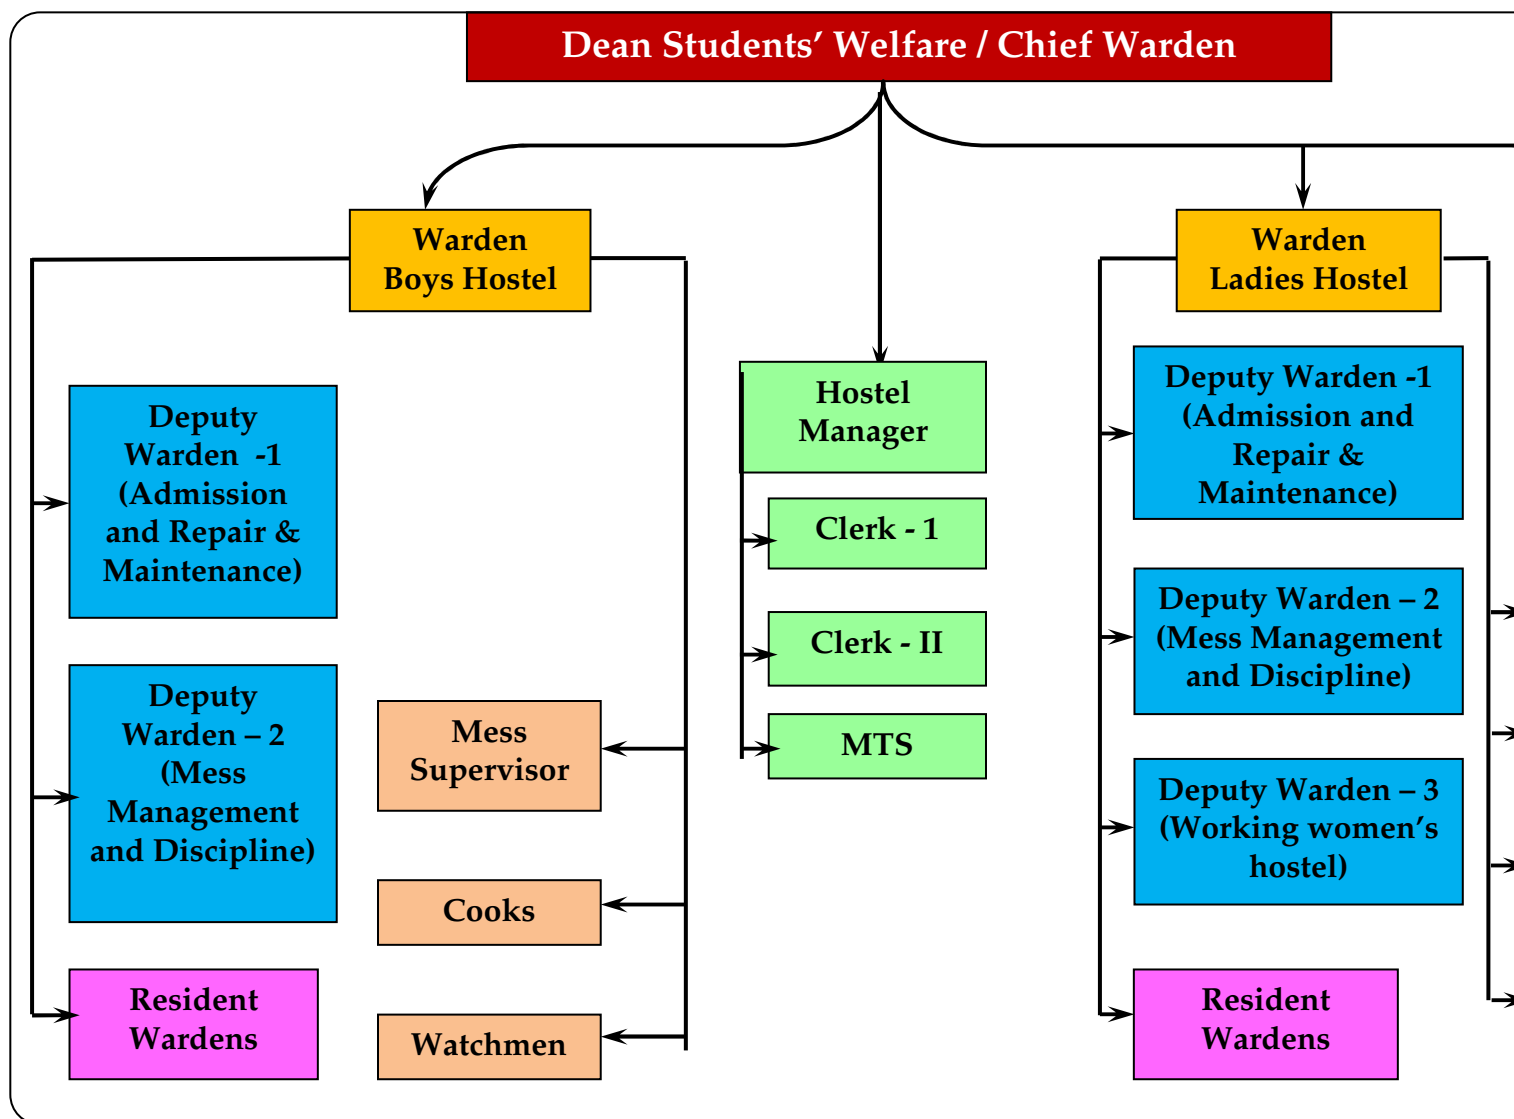 Dean Students’ Welfare / Chief Warden
Warden
Boys Hostel
Deputy
Warden  -1
(Admission
and Repair &
Maintenance)
Deputy
Warden – 2
(Mess
Management
and Discipline)
Resident
Wardens
Mess
Supervisor
Cooks
Watchmen
Hostel
Manager
Clerk - 1
Clerk - II
MTS
Warden
Ladies Hostel
Deputy Warden -1
(Admission and
Repair &
Maintenance)
Deputy Warden – 2
(Mess Management
and Discipline)
Deputy Warden – 3
(Working women’s
hostel)
Resident
Wardens